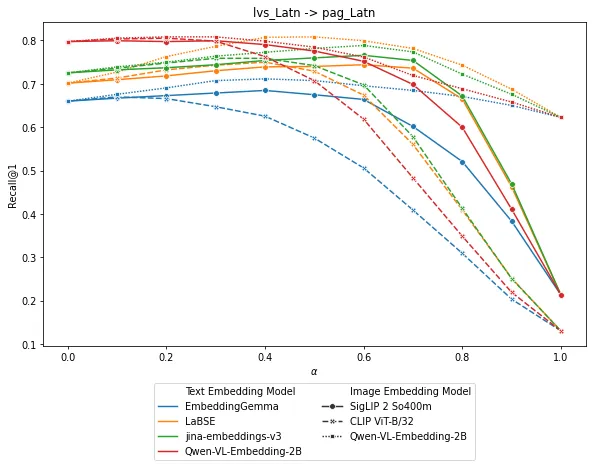 lvs_Latn -> pag_Latn
Recall@1
0.8
0.7
0.6
0.5
0.4
0.3
0.2
0.1
0.0 0.2 0.4 0.6 0.8 1.0
α
Text Embedding Model
EmbeddingGemma
LaBSE
jina-embeddings-v3
Qwen-VL-Embedding-2B
Image Embedding Model
SigLIP 2 So400m
CLIP ViT-B/32
Qwen-VL-Embedding-2B